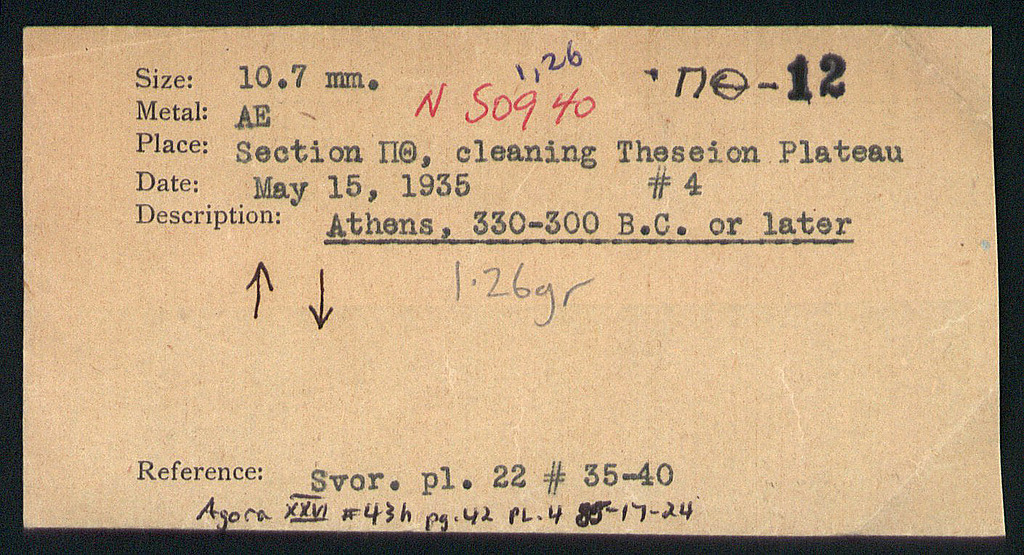 1,26
Size: 10.7 mm. N 50940 ΠΘ-12
Metal: AE
Place: Section ΠΘ, cleaning Theseion Plateau
Date: May 15, 1935 # 4
Description: Athens, 330-300 B.C. or later
↑ ↓ 1.26gr
Reference: Svor. pl. 22 # 35-40
Agora XXVI #43h pg.42 PL.4 -17-24